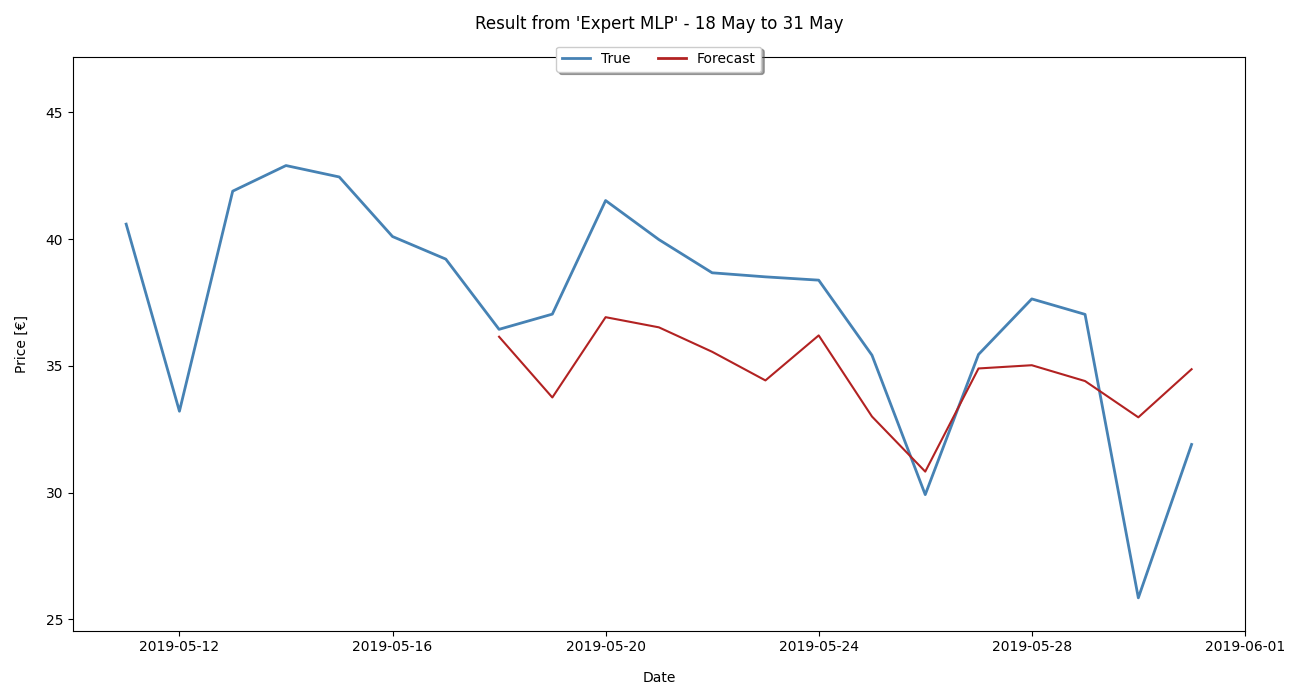 Result from 'Expert MLP' - 18 May to 31 May
True Forecast
45
40
35
30
25
Price [€]
2019-05-12 2019-05-16 2019-05-20 2019-05-24 2019-05-28 2019-06-01
Date